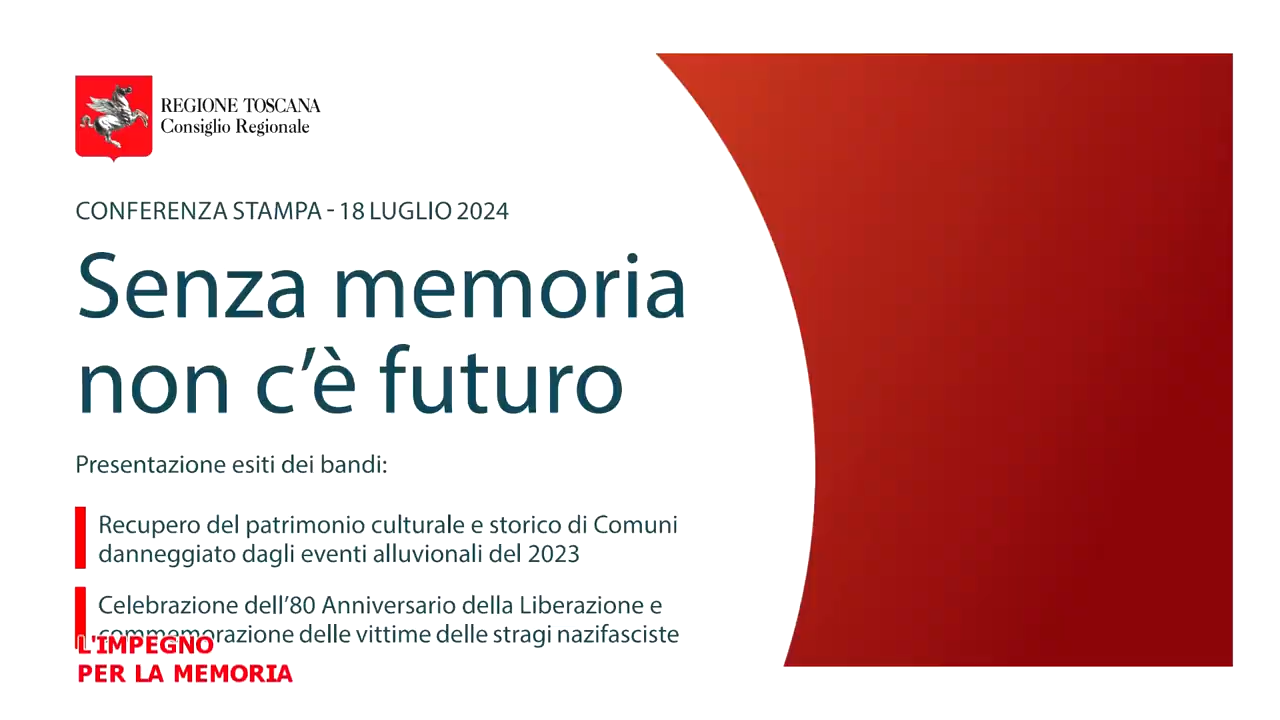 REGIONE TOSCANA
Consiglio Regionale
CONFERENZA STAMPA - 18 LUGLIO 2024
Senza memoria
non c’è futuro
Presentazione esiti dei bandi:
Recupero del patrimonio culturale e storico di Comuni
danneggiato dagli eventi alluvionali del 2023
Celebrazione dell’80 Anniversario della Liberazione e
commemorazione delle vittime delle stragi nazifasciste
L'IMPEGNO
PER LA MEMORIA